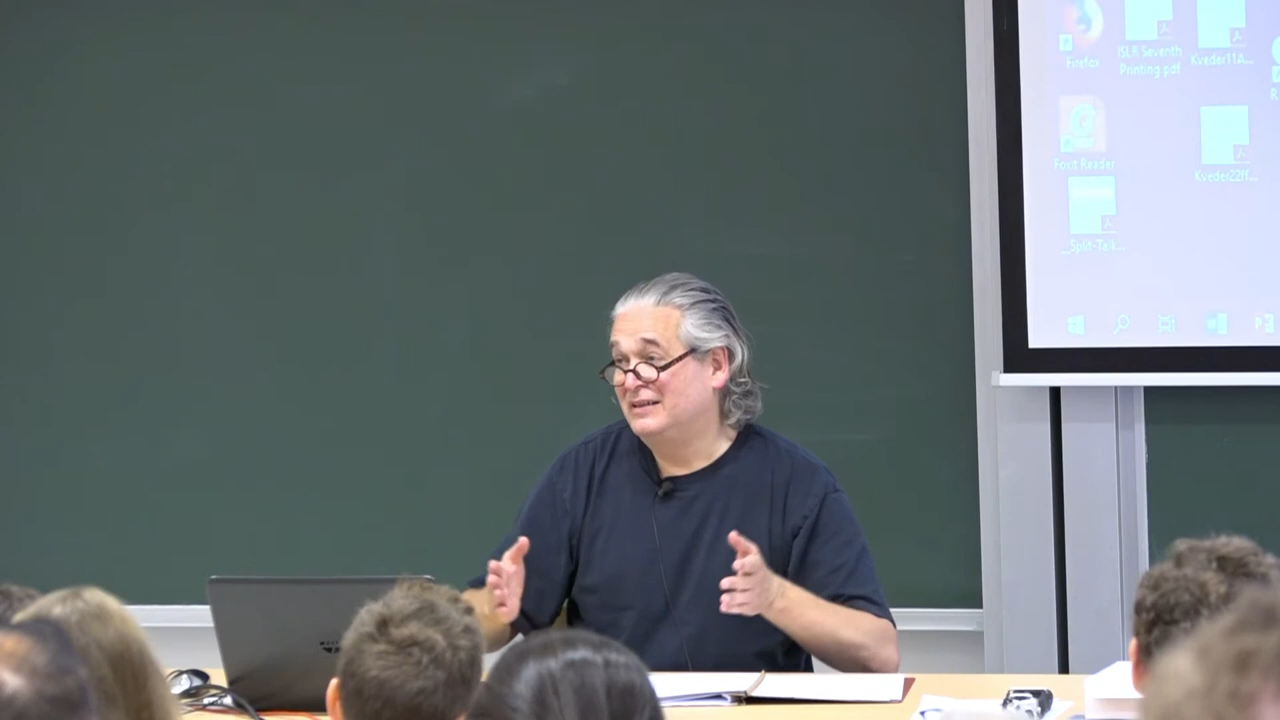 Firefox
ISLR Seventh
Printing.pdf
Kveder11A...
R
Foxit Reader
Kveder22ff...
_Split-Talk...